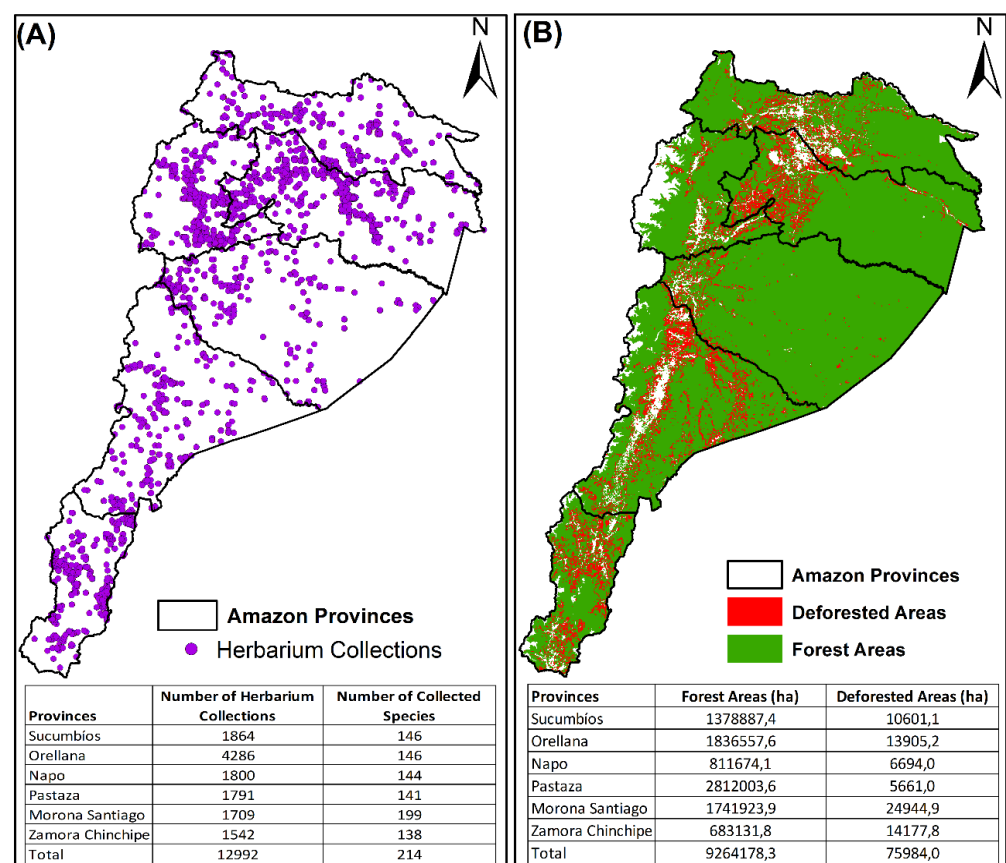 (A)
N
Amazon Provinces
Herbarium Collections
Provinces Number of Herbarium Collections Number of Collected Species
Sucumbíos 1864 146
Orellana 4286 146
Napo 1800 144
Pastaza 1791 141
Morona Santiago 1709 199
Zamora Chinchipe 1542 138
Total 12992 214
(B)
N
Amazon Provinces
Deforested Areas
Forest Areas
Provinces Forest Areas (ha) Deforested Areas (ha)
Sucumbíos 1378887,4 10601,1
Orellana 1836557,6 13905,2
Napo 811674,1 6694,0
Pastaza 2812003,6 5661,0
Morona Santiago 1741923,9 24944,9
Zamora Chinchipe 683131,8 14177,8
Total 9264178,3 75984,0